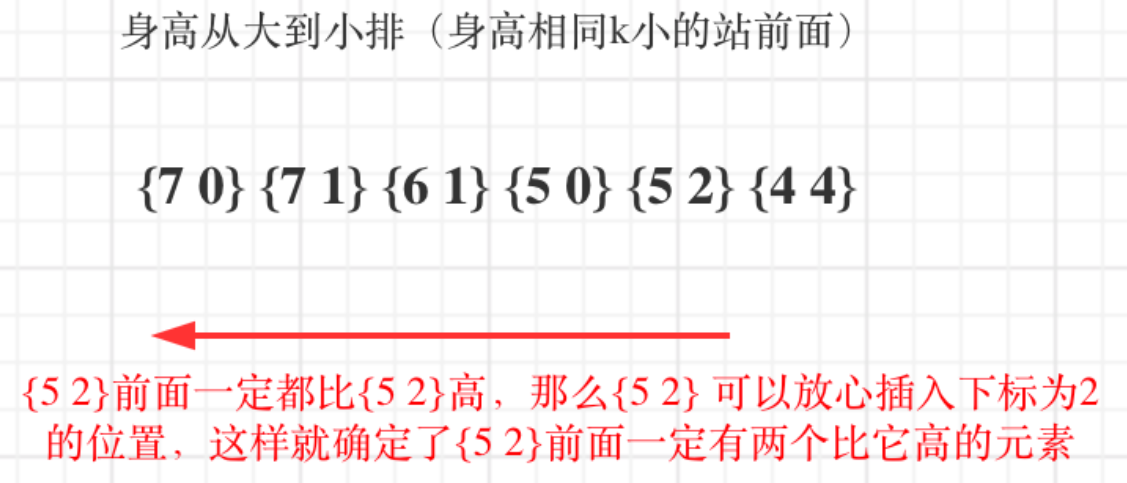 身高从大到小排（身高相同k小的站前面）
{7 0} {7 1} {6 1} {5 0} {5 2} {4 4}
{5 2}前面一定都比{5 2}高，那么{5 2} 可以放心插入下标为2
的位置，这样就确定了{5 2}前面一定有两个比它高的元素